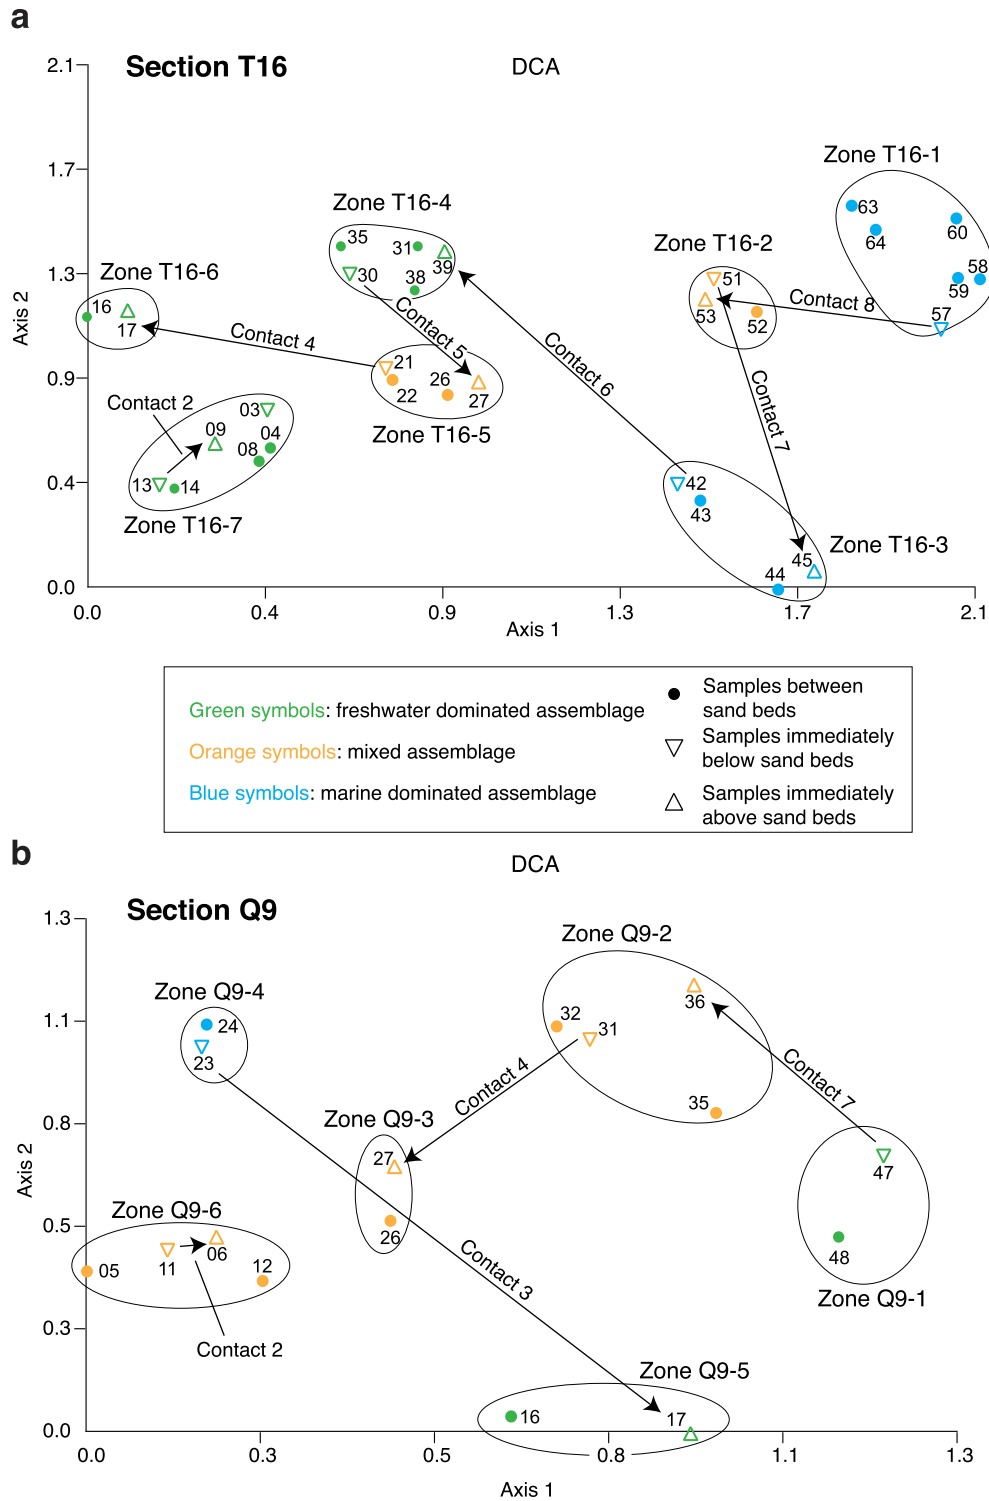 a
Section T16
DCA
2.1
1.7
1.3
0.9
0.4
0.0
Axis 2
Zone T16-1
63
64
60
58
59
57
Zone T16-2
51
53
52
Contact 8
Zone T16-4
35
31
39
30
38
Contact 5
Contact 6
Zone T16-6
16
17
Contact 4
21
22
26
27
Zone T16-5
Contact 7
Contact 2
03
09
04
08
13
14
Zone T16-7
42
43
Zone T16-3
45
44
0.0
0.4
0.9
1.3
1.7
2.1
Axis 1
Green symbols: freshwater dominated assemblage
Orange symbols: mixed assemblage
Blue symbols: marine dominated assemblage
Samples between
sand beds
Samples immediately
below sand beds
Samples immediately
above sand beds
b
DCA
Section Q9
1.3
1.1
0.8
0.5
0.3
0.0
Axis 2
Zone Q9-2
36
32
31
35
Zone Q9-4
24
23
Contact 4
Contact 7
Zone Q9-3
27
26
47
48
Zone Q9-1
Zone Q9-6
05
11
06
12
Contact 2
Contact 3
Zone Q9-5
16
17
0.0
0.3
0.5
0.8
1.1
1.3
Axis 1